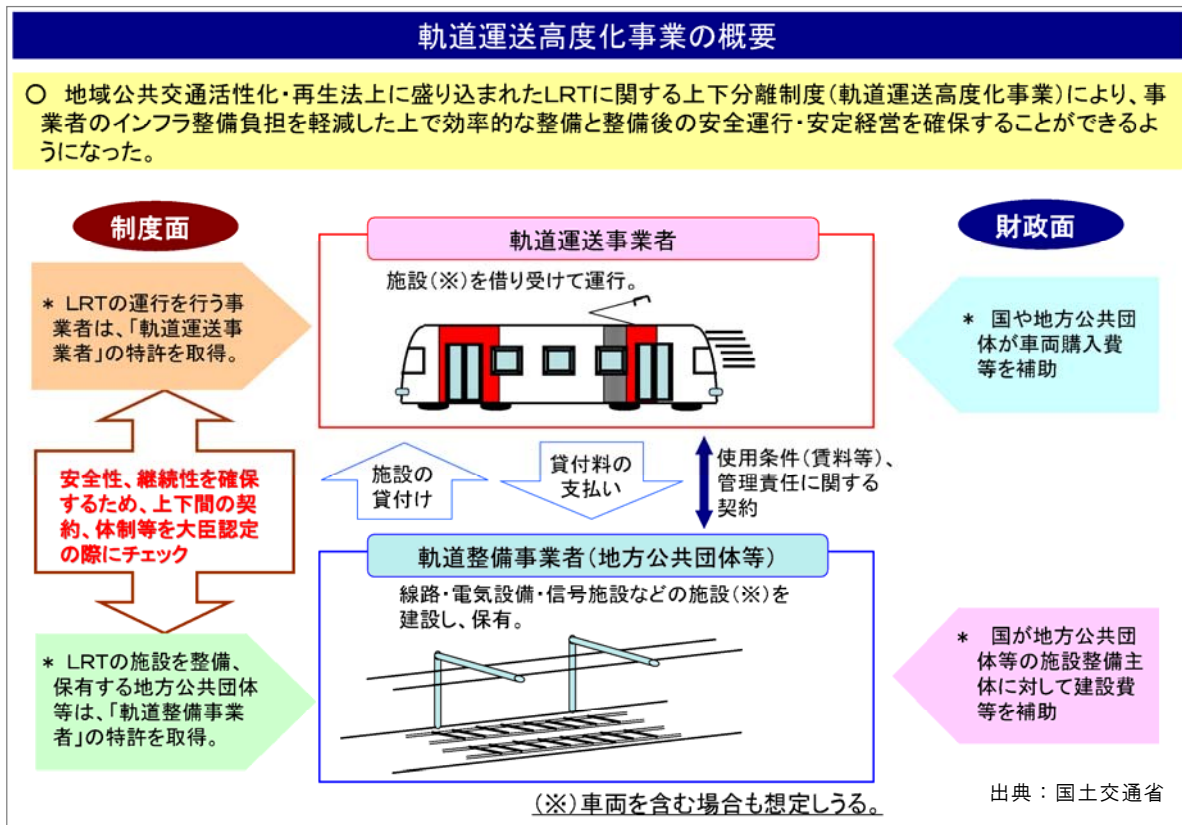 軌道運送高度化事業の概要
○ 地域公共交通活性化・再生法上に盛り込まれたLRTに関する上下分離制度(軌道運送高度化事業)により、事
業者のインフラ整備負担を軽減した上で効率的な整備と整備後の安全運行・安定経営を確保することができるよ
うになった。
制度面
* LRTの運行を行う事
業者は、「軌道運送事
業者」の特許を取得。
安全性、継続性を確保
するため、上下間の契
約、体制等を大臣認定
の際にチェック
* LRTの施設を整備、
保有する地方公共団体
等は、「軌道整備事業
者」の特許を取得。
軌道運送事業者
施設(※)を借り受けて運行。
施設の
貸付け
貸付料の
支払い
使用条件(賃料等)、
管理責任に関する
契約
軌道整備事業者(地方公共団体等)
線路・電気設備・信号施設などの施設(※)を
建設し、保有。
(※)車両を含む場合も想定しうる。
財政面
* 国や地方公共団
体が車両購入費
等を補助
* 国が地方公共団
体等の施設整備主
体に対して建設費
等を補助
出典：国土交通省